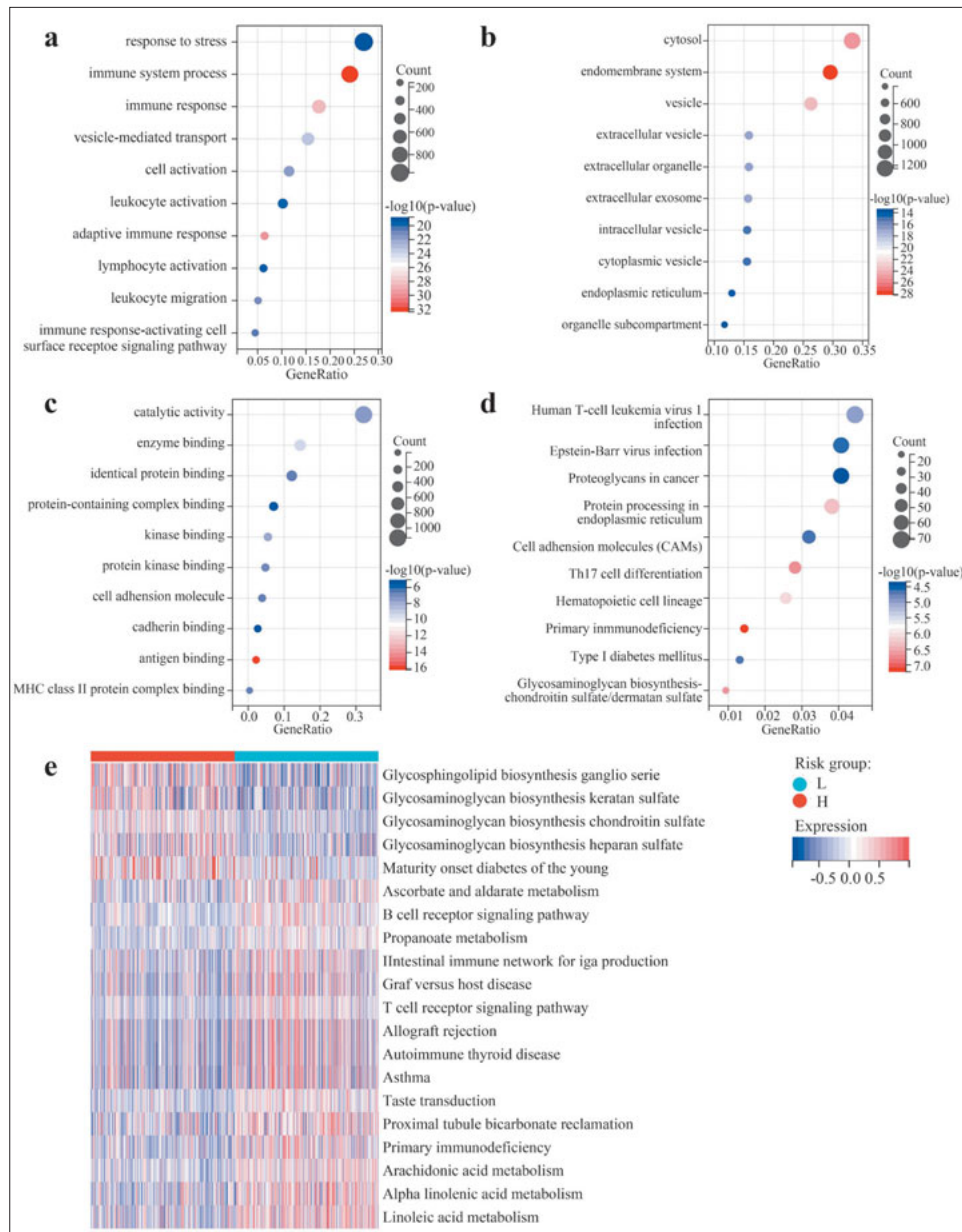 a
response to stress
immune system process
immune response
vesicle-mediated transport
cell activation
leukocyte activation
adaptive immune response
lymphocyte activation
leukocyte migration
immune response-activating cell
surface receptoe signaling pathway
0.05 0.10 0.15 0.20 0.25 0.30
GeneRatio
Count
200
400
600
800
-log10(p-value)
20
22
24
26
28
30
32
b
cytosol
endomembrane system
vesicle
extracellular vesicle
extracellular organelle
extracellular exosome
intracellular vesicle
cytoplasmic vesicle
endoplasmic reticulum
organelle subcompartment
0.10 0.15 0.20 0.25 0.30 0.35
GeneRatio
Count
600
800
1000
1200
-log10(p-value)
14
16
18
20
22
24
26
28
c
catalytic activity
enzyme binding
identical protein binding
protein-containing complex binding
kinase binding
protein kinase binding
cell adhension molecule
cadherin binding
antigen binding
MHC class II protein complex binding
0.0 0.1 0.2 0.3
GeneRatio
Count
200
400
600
800
1000
-log10(p-value)
6
8
10
12
14
16
d
Human T-cell leukemia virus 1
infection
Epstein-Barr virus infection
Proteoglycans in cancer
Protein processing in
endoplasmic reticulum
Cell adhension molecules (CAMs)
Th17 cell differentiation
Hematopoietic cell lineage
Primary inmmunodeficiency
Type I diabetes mellitus
Glycosaminoglycan biosynthesis-
chondroitin sulfate/dermatan sulfate
0.01 0.02 0.03 0.04
GeneRatio
Count
20
30
40
50
60
70
-log10(p-value)
4.5
5.0
5.5
6.0
6.5
7.0
e
Glycosphingolipid biosynthesis ganglio serie
Glycosaminoglycan biosynthesis keratan sulfate
Glycosaminoglycan biosynthesis chondroitin sulfate
Glycosaminoglycan biosynthesis heparan sulfate
Maturity onset diabetes of the young
Ascorbate and aldarate metabolism
B cell receptor signaling pathway
Propanoate metabolism
IIntestinal immune network for iga production
Graf versus host disease
T cell receptor signaling pathway
Allograft rejection
Autoimmune thyroid disease
Asthma
Taste transduction
Proximal tubule bicarbonate reclamation
Primary immunodeficiency
Arachidonic acid metabolism
Alpha linolenic acid metabolism
Linoleic acid metabolism
Risk group:
L
H
Expression
-0.5 0.0 0.5